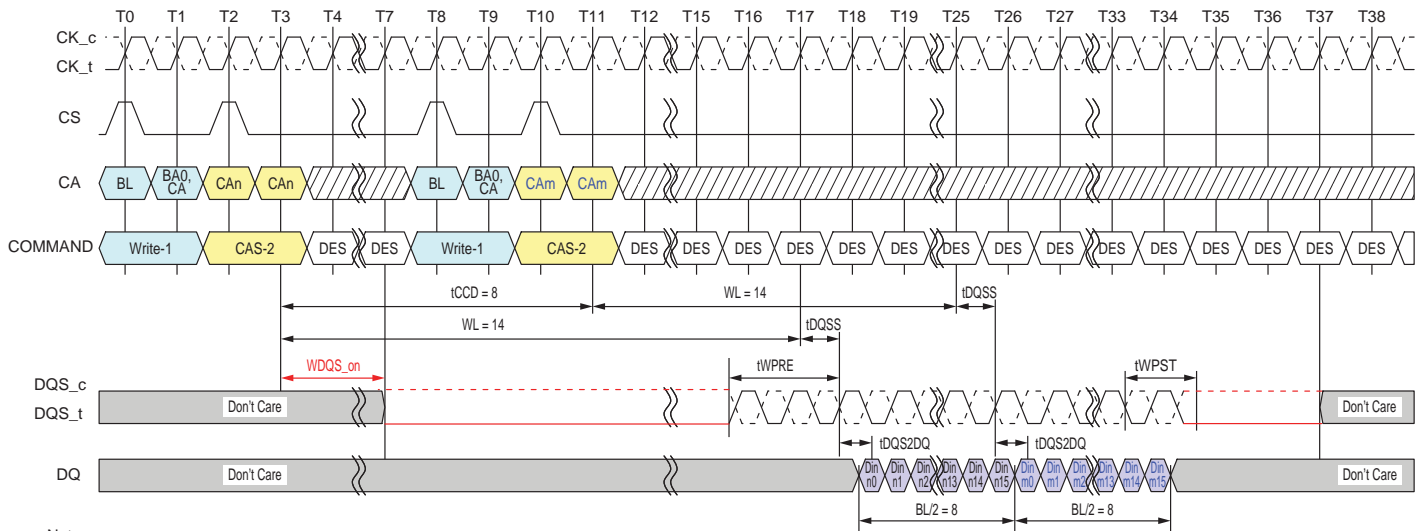 T0 T1 T2 T3 T4 T7 T8 T9 T10 T11 T12 T15 T16 T17 T18 T19 T25 T26 T27 T33 T34 T35 T36 T37 T38
CK_c
CK_t
CS
CA BL BA0, CA CAn CAn BL BA0, CA CAm CAm
COMMAND Write-1 CAS-2 DES DES Write-1 CAS-2 DES DES DES DES DES DES DES DES DES DES DES DES DES DES DES
tCCD = 8 WL = 14 tDQSS
WL = 14 tDQSS
WDQS_on tWPRE tWPST
DQS_c
DQS_t Don't Care Don't Care
tDQS2DQ tDQS2DQ
DQ Don't Care Din n0 Din n1 Din n2 Din n13 Din n14 Din n15 Din m0 Din m1 Din m2 Din m13 Din m14 Din m15 Don't Care
BL/2 = 8 BL/2 = 8